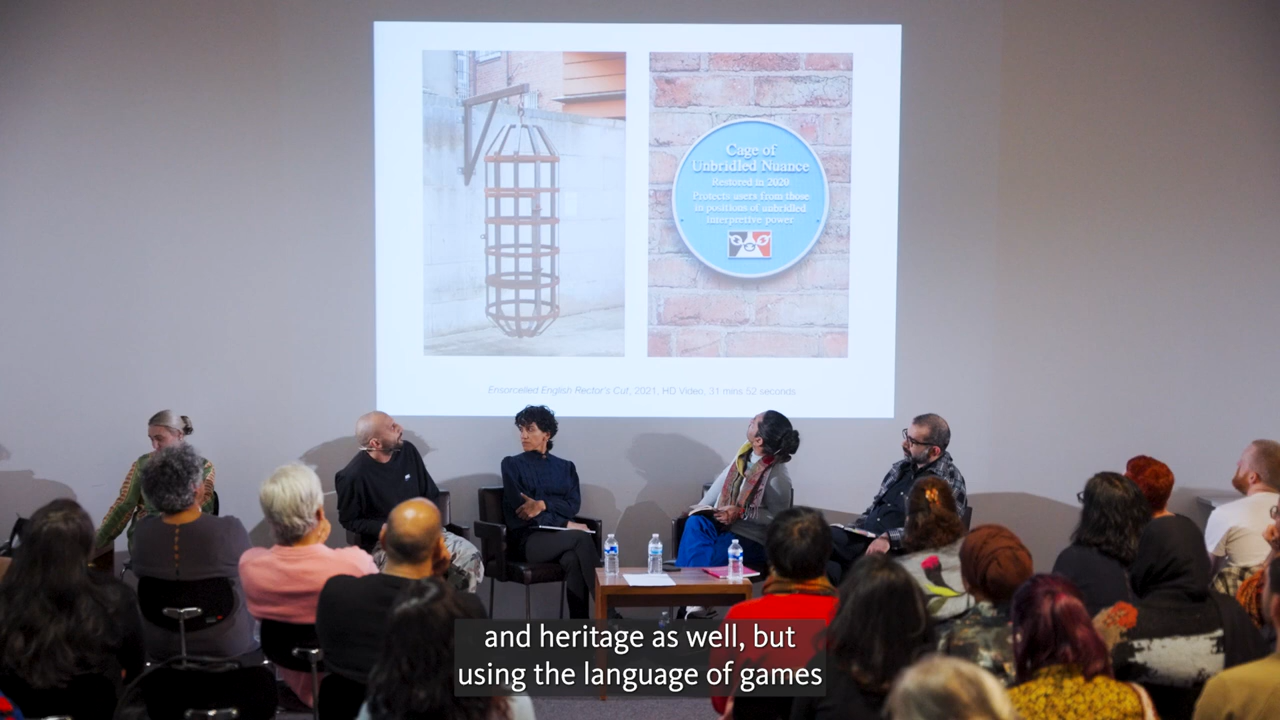 Cage of
Unbridled Nuance
Restored in 2020
Protects users from those
in positions of unbridled
interpretive power
Ensorcelled English Rector's Cut, 2021, HD Video, 31 mins 52 seconds
and heritage as well, but
using the language of games